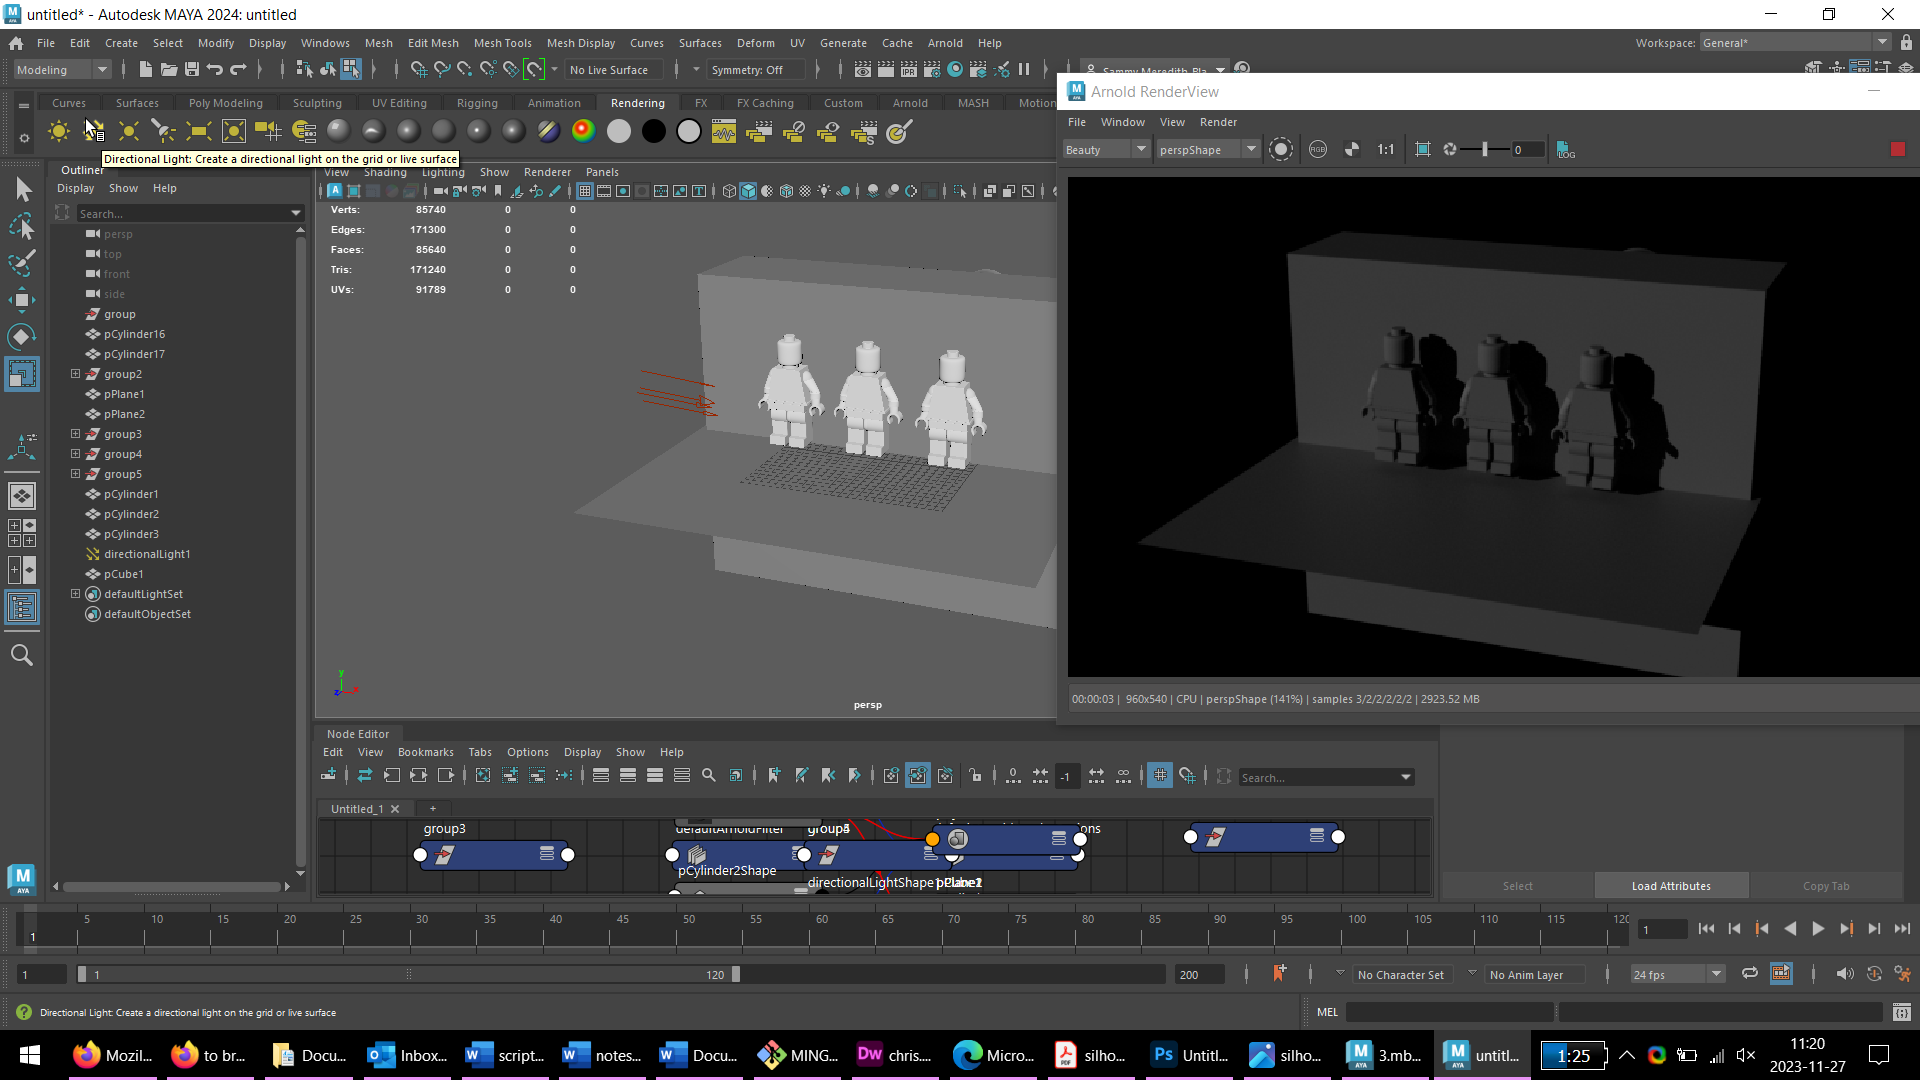 untitled* - Autodesk MAYA 2024: untitled
File Edit Create Select Modify Display Windows Mesh Edit Mesh Mesh Tools Mesh Display Curves Surfaces Deform UV Generate Cache Arnold Help
Workspace: General*
Modeling No Live Surface Symmetry: Off
Curves Surfaces Poly Modeling Sculpting UV Editing Rigging Animation Rendering FX FX Caching Custom Arnold MASH Motion
Directional Light: Create a directional light on the grid or live surface
Outliner
Display Show Help
Search...
persp
top
front
side
group
pCylinder16
pCylinder17
group2
pPlane1
pPlane2
group3
group4
group5
pCylinder1
pCylinder2
pCylinder3
directionalLight1
pCube1
defaultLightSet
defaultObjectSet
View Shading Lighting Show Renderer Panels
Verts: 85740 0 0
Edges: 171300 0 0
Faces: 85640 0 0
Tris: 171240 0 0
UVs: 91789 0 0
persp
Arnold RenderView
File Window View Render
Beauty perspShape 1:1 0 LOG
00:00:03 | 960x540 | CPU | perspShape (141%) | samples 3/2/2/2/2/2 | 2923.52 MB
Node Editor
Edit View Bookmarks Tabs Options Display Show Help
-1 Search...
Untitled_1 +
group3
pCylinder2Shape
directionalLightShape1
Select Load Attributes Copy Tab
5 10 15 20 25 30 35 40 45 50 55 60 65 70 75 80 85 90 95 100 105 110 115 120
1
1
1 1 120 200 No Character Set No Anim Layer 24 fps
Directional Light: Create a directional light on the grid or live surface
MEL
Mozil... to br... Docu... Inbox... script... notes... Docu... MING... chris.... Micro... silho... Untitl... silho... 3.mb... untitl...
1:25
11:20
2023-11-27